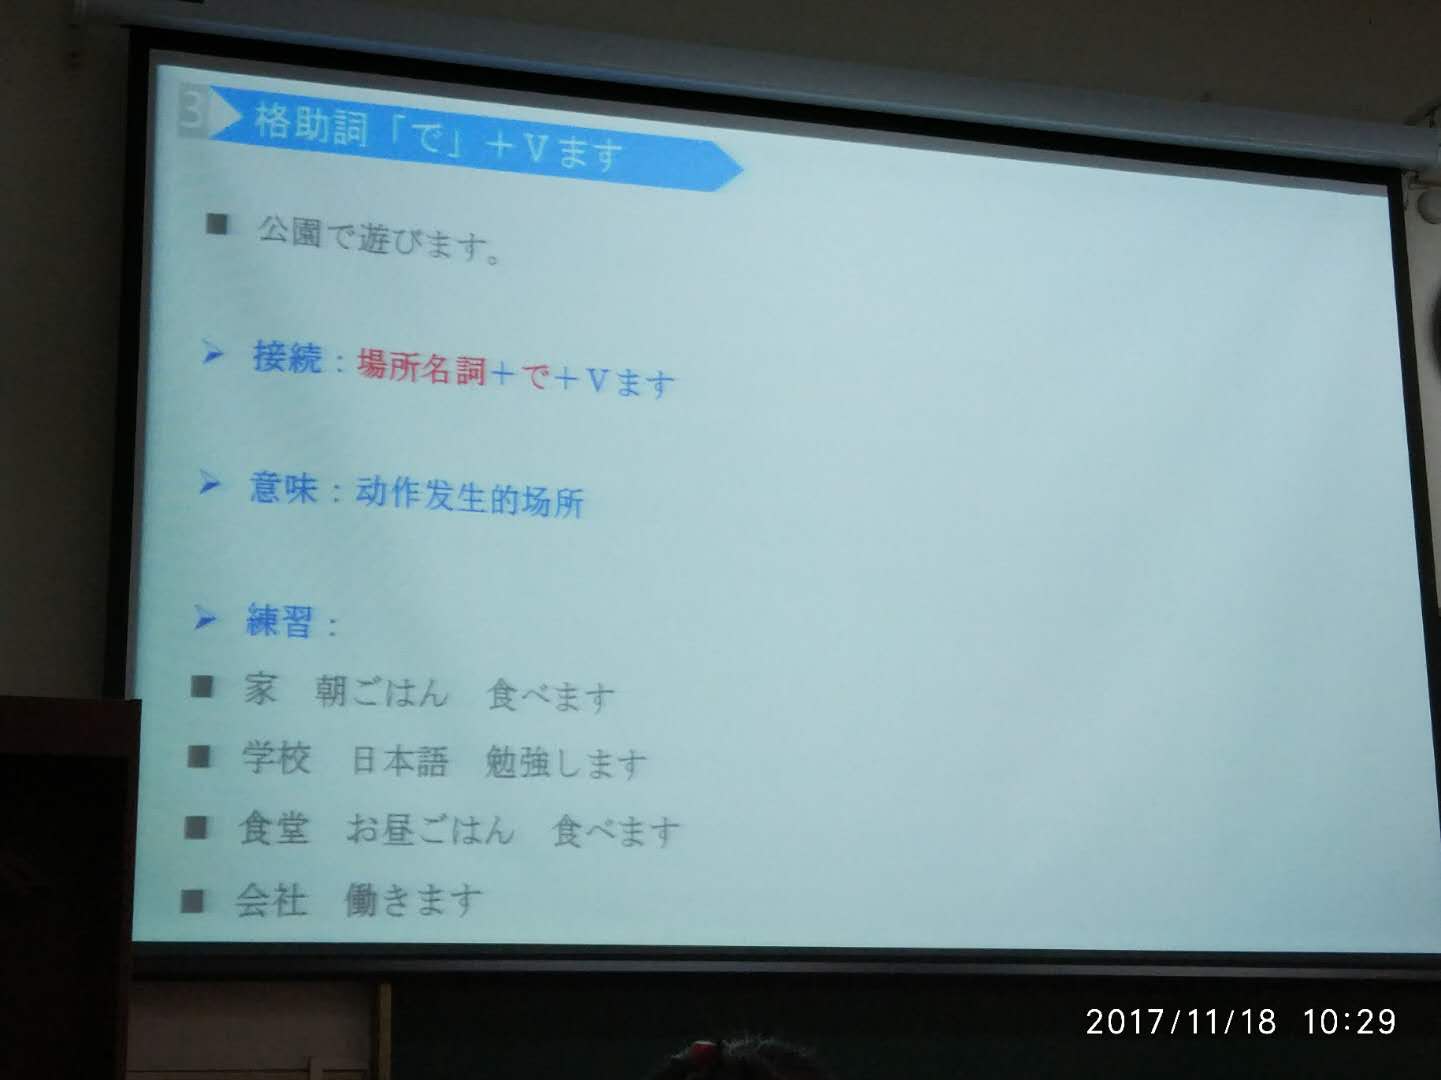 3 格助詞「で」＋Ｖます
■ 公園で遊びます。
➢ 接続：場所名詞＋で＋Ｖます
➢ 意味：动作发生的场所
➢ 練習：
■ 家　朝ごはん　食べます
■ 学校　日本語　勉強します
■ 食堂　お昼ごはん　食べます
■ 会社　働きます
2017/11/18 10:29